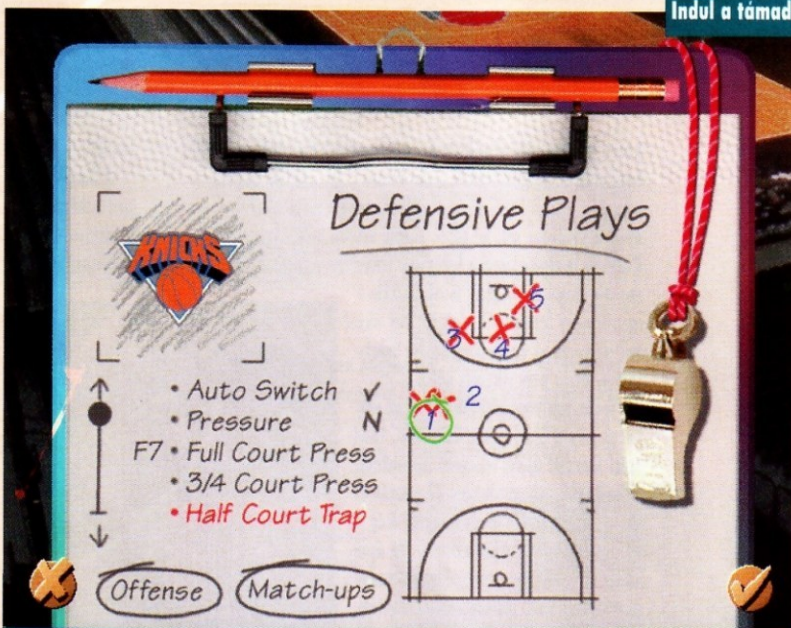 Indul a támad
Defensive Plays
KNICKS
• Auto Switch ✓
• Pressure N
F7 • Full Court Press
• 3/4 Court Press
• Half Court Trap
5
3
4
2
1
Offense
Match-ups